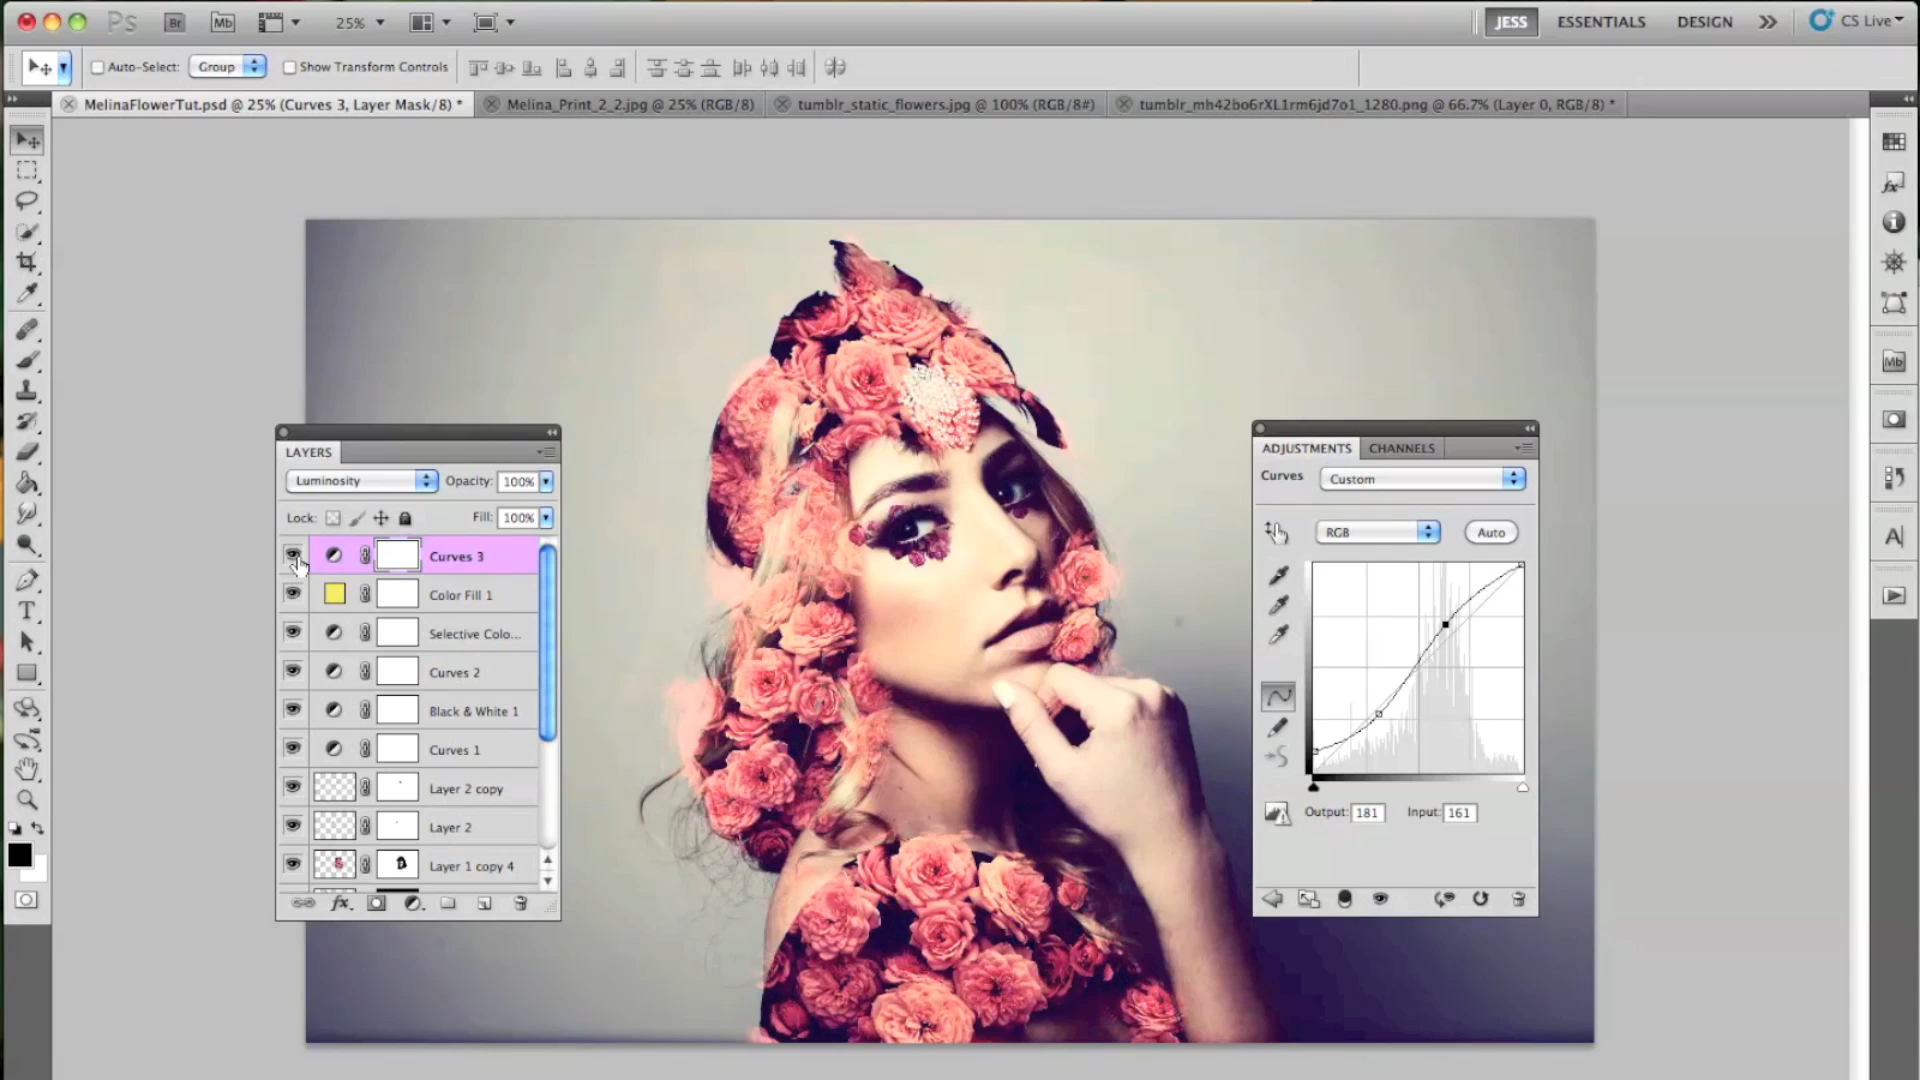 Ps Br Mb 25% JESS ESSENTIALS DESIGN CS Live
Auto-Select: Group Show Transform Controls
MelinaFlowerTut.psd @ 25% (Curves 3, Layer Mask/8) * Melina_Print_2_2.jpg @ 25% (RGB/8) tumblr_static_flowers.jpg @ 100% (RGB/8#) tumblr_mh42bo6rXL1rm6jd7o1_1280.png @ 66.7% (Layer 0, RGB/8) *
LAYERS
Luminosity Opacity: 100%
Lock: Fill: 100%
Curves 3
Color Fill 1
Selective Colo...
Curves 2
Black & White 1
Curves 1
Layer 2 copy
Layer 2
Layer 1 copy 4
fx.
ADJUSTMENTS CHANNELS
Curves Custom
RGB Auto
Output: 181 Input: 161
T
fx
Mb
A